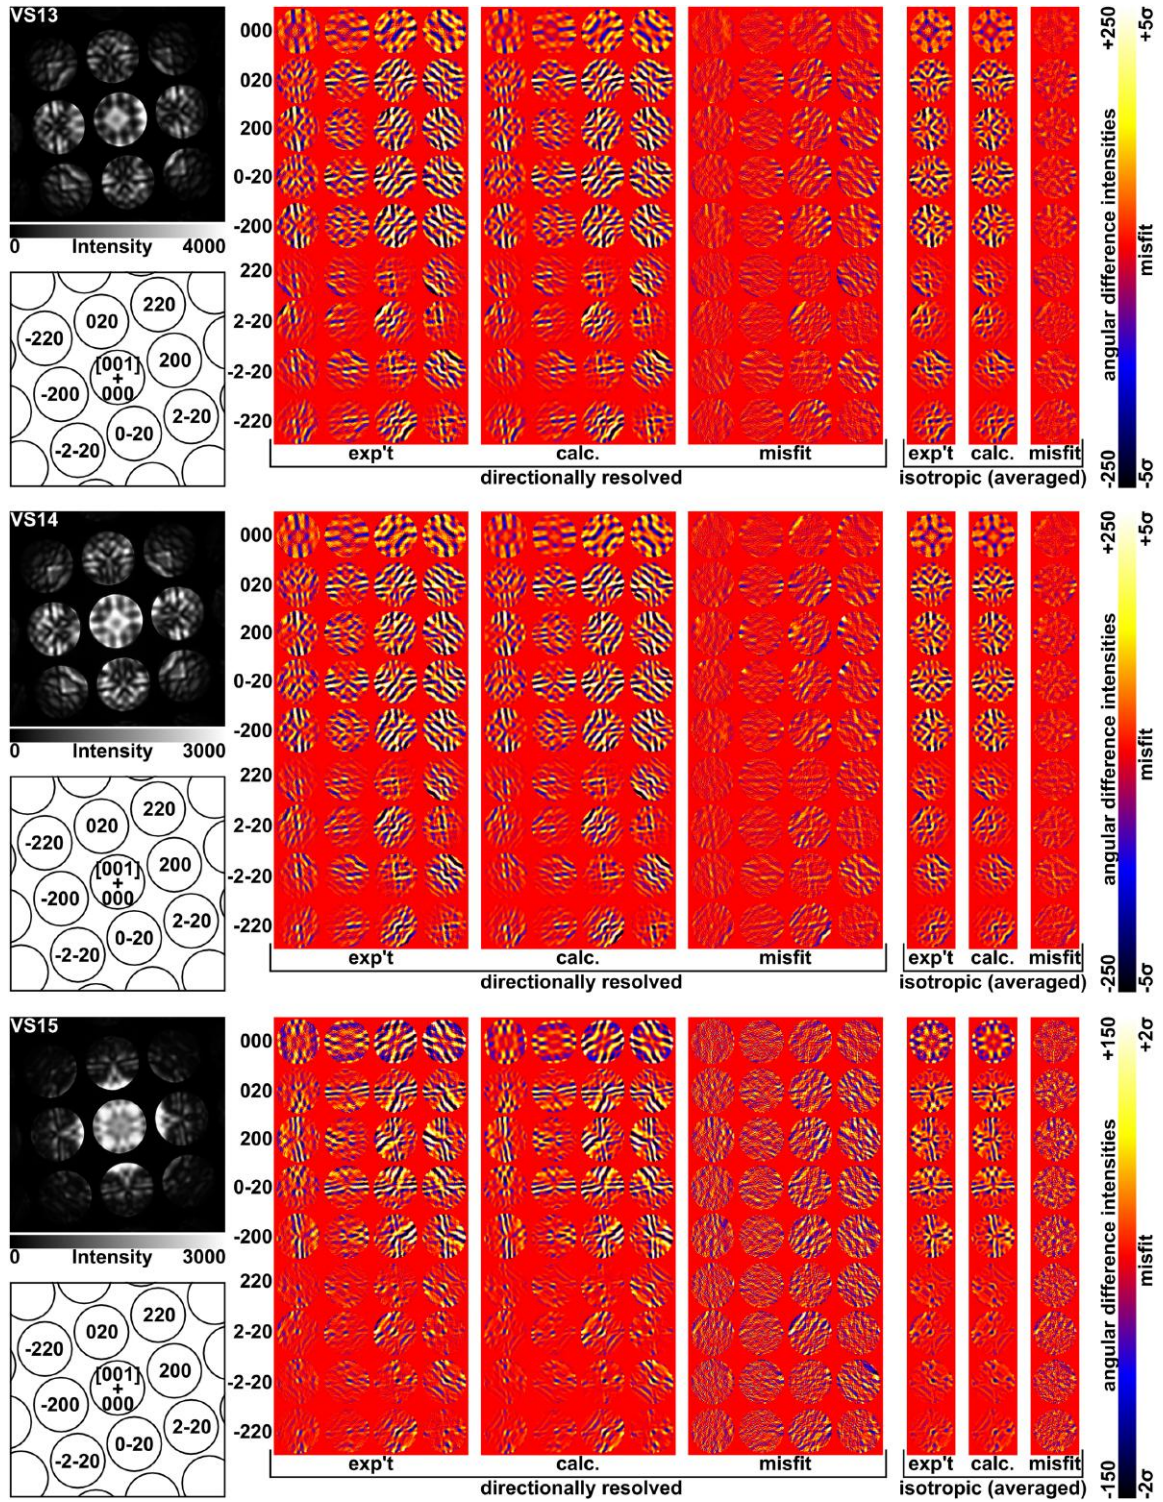 VS13
0 Intensity 4000
220
020
-220
200
[001]
+
000
-200
2-20
0-20
-2-20
000
020
200
0-20
-200
220
2-20
-2-20
-220
exp't calc. misfit
directionally resolved
exp't calc. misfit
isotropic (averaged)
-250 angular difference intensities +250
-5σ misfit +5σ
VS14
0 Intensity 3000
220
020
-220
200
[001]
+
000
-200
2-20
0-20
-2-20
000
020
200
0-20
-200
220
2-20
-2-20
-220
exp't calc. misfit
directionally resolved
exp't calc. misfit
isotropic (averaged)
-250 angular difference intensities +250
-5σ misfit +5σ
VS15
0 Intensity 3000
220
020
-220
200
[001]
+
000
-200
2-20
0-20
-2-20
000
020
200
0-20
-200
220
2-20
-2-20
-220
exp't calc. misfit
directionally resolved
exp't calc. misfit
isotropic (averaged)
-150 angular difference intensities +150
-2σ misfit +2σ